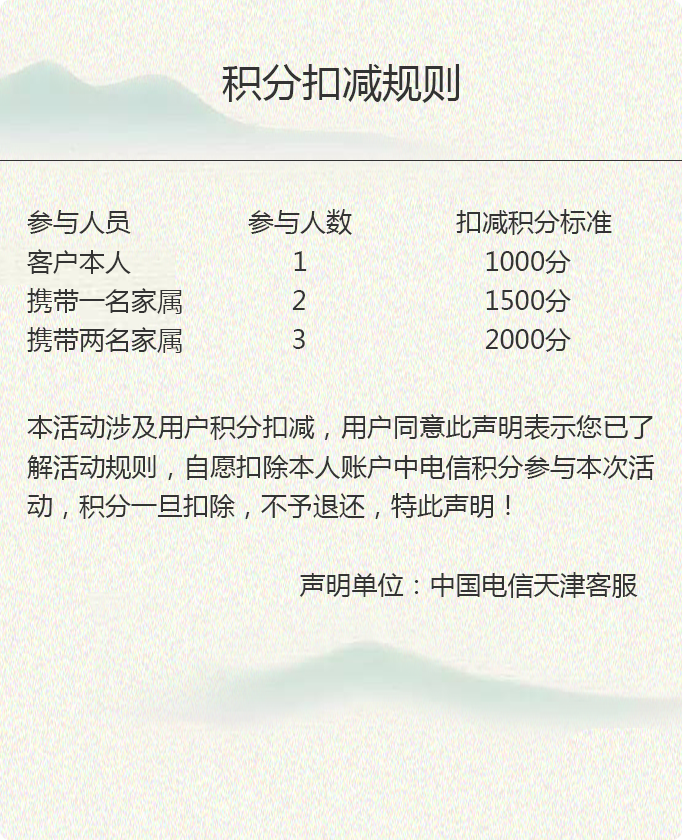 积分扣减规则
参与人员 参与人数 扣减积分标准
客户本人 1 1000分
携带一名家属 2 1500分
携带两名家属 3 2000分
本活动涉及用户积分扣减，用户同意此声明表示您已了
解活动规则，自愿扣除本人账户中电信积分参与本次活
动，积分一旦扣除，不予退还，特此声明！
声明单位：中国电信天津客服